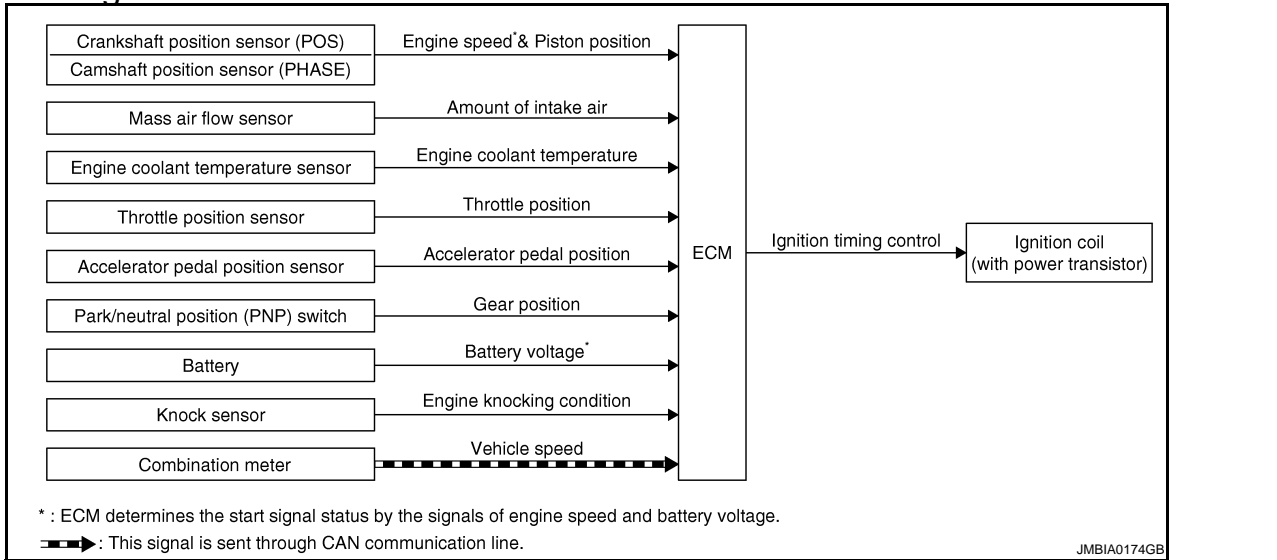 Crankshaft position sensor (POS)
Engine speed*& Piston position
Camshaft position sensor (PHASE)
Mass air flow sensor
Amount of intake air
Engine coolant temperature sensor
Engine coolant temperature
Throttle position sensor
Throttle position
Accelerator pedal position sensor
Accelerator pedal position
Park/neutral position (PNP) switch
Gear position
Battery
Battery voltage*
Knock sensor
Engine knocking condition
Combination meter
Vehicle speed
ECM
Ignition timing control
Ignition coil
(with power transistor)
* : ECM determines the start signal status by the signals of engine speed and battery voltage.
: This signal is sent through CAN communication line.
JMBIA0174GB